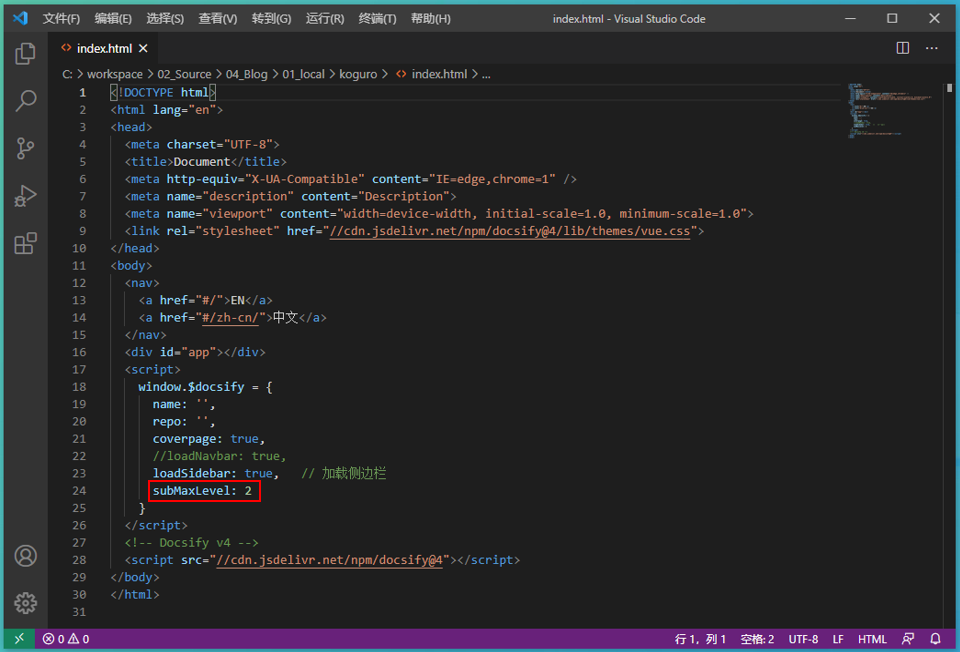 文件(F) 编辑(E) 选择(S) 查看(V) 转到(G) 运行(R) 终端(T) 帮助(H) index.html - Visual Studio Code
<> index.html
C: > workspace > 02_Source > 04_Blog > 01_local > koguro > <> index.html > ...
1 <!DOCTYPE html>
2 <html lang="en">
3 <head>
4 <meta charset="UTF-8">
5 <title>Document</title>
6 <meta http-equiv="X-UA-Compatible" content="IE=edge,chrome=1" />
7 <meta name="description" content="Description">
8 <meta name="viewport" content="width=device-width, initial-scale=1.0, minimum-scale=1.0">
9 <link rel="stylesheet" href="//cdn.jsdelivr.net/npm/docsify@4/lib/themes/vue.css">
10 </head>
11 <body>
12 <nav>
13 <a href="#/">EN</a>
14 <a href="#/zh-cn/">中文</a>
15 </nav>
16 <div id="app"></div>
17 <script>
18 window.$docsify = {
19 name: '',
20 repo: '',
21 coverpage: true,
22 //loadNavbar: true,
23 loadSidebar: true, // 加载侧边栏
24 subMaxLevel: 2
25 }
26 </script>
27 <!-- Docsify v4 -->
28 <script src="//cdn.jsdelivr.net/npm/docsify@4"></script>
29 </body>
30 </html>
31
0 0 行 1，列 1 空格: 2 UTF-8 LF HTML